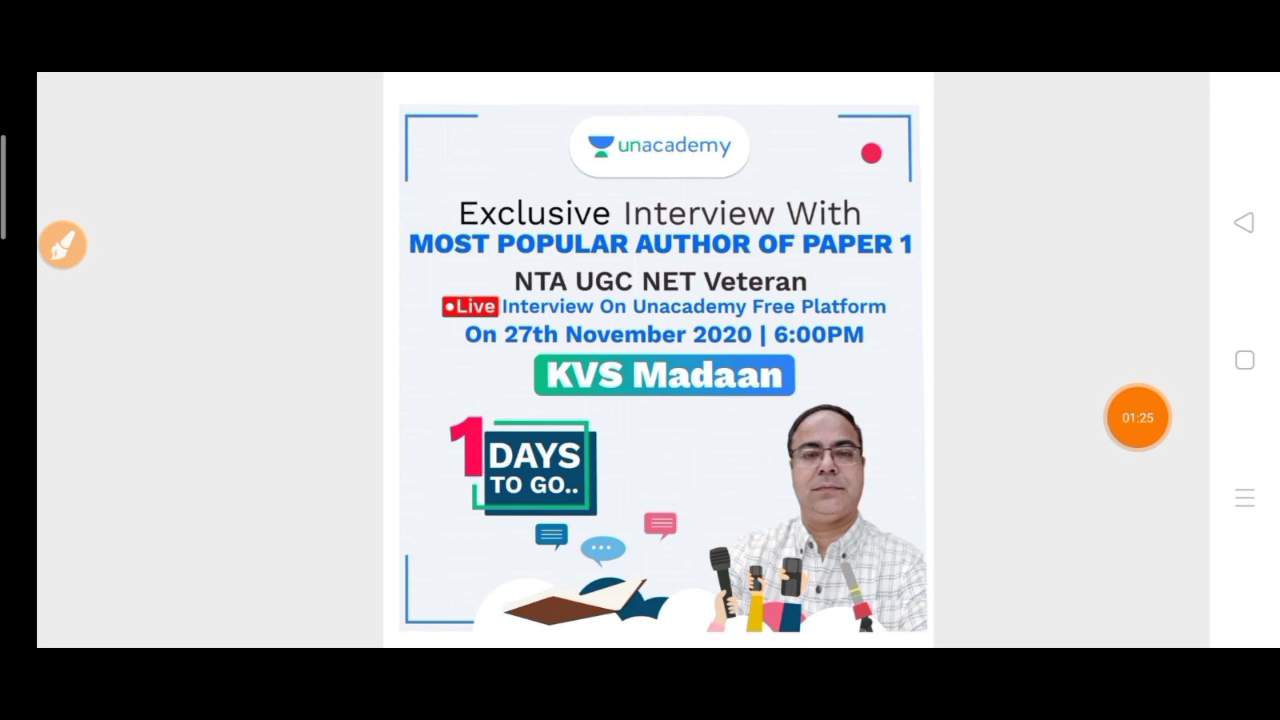 unacademy
Exclusive Interview With
MOST POPULAR AUTHOR OF PAPER 1
NTA UGC NET Veteran
Live Interview On Unacademy Free Platform
On 27th November 2020 | 6:00PM
KVS Madaan
1 DAYS
TO GO..
01:25